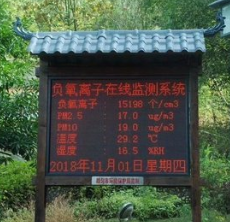 负氧离子在线监测系统
负氧离子: 15198 个/cm3
PM2.5 : 17.0 ug/m3
PM10 : 19.0 ug/m3
温度 : 29.2 ℃
湿度 : 16.5 %RH
2018年11月01日星期四